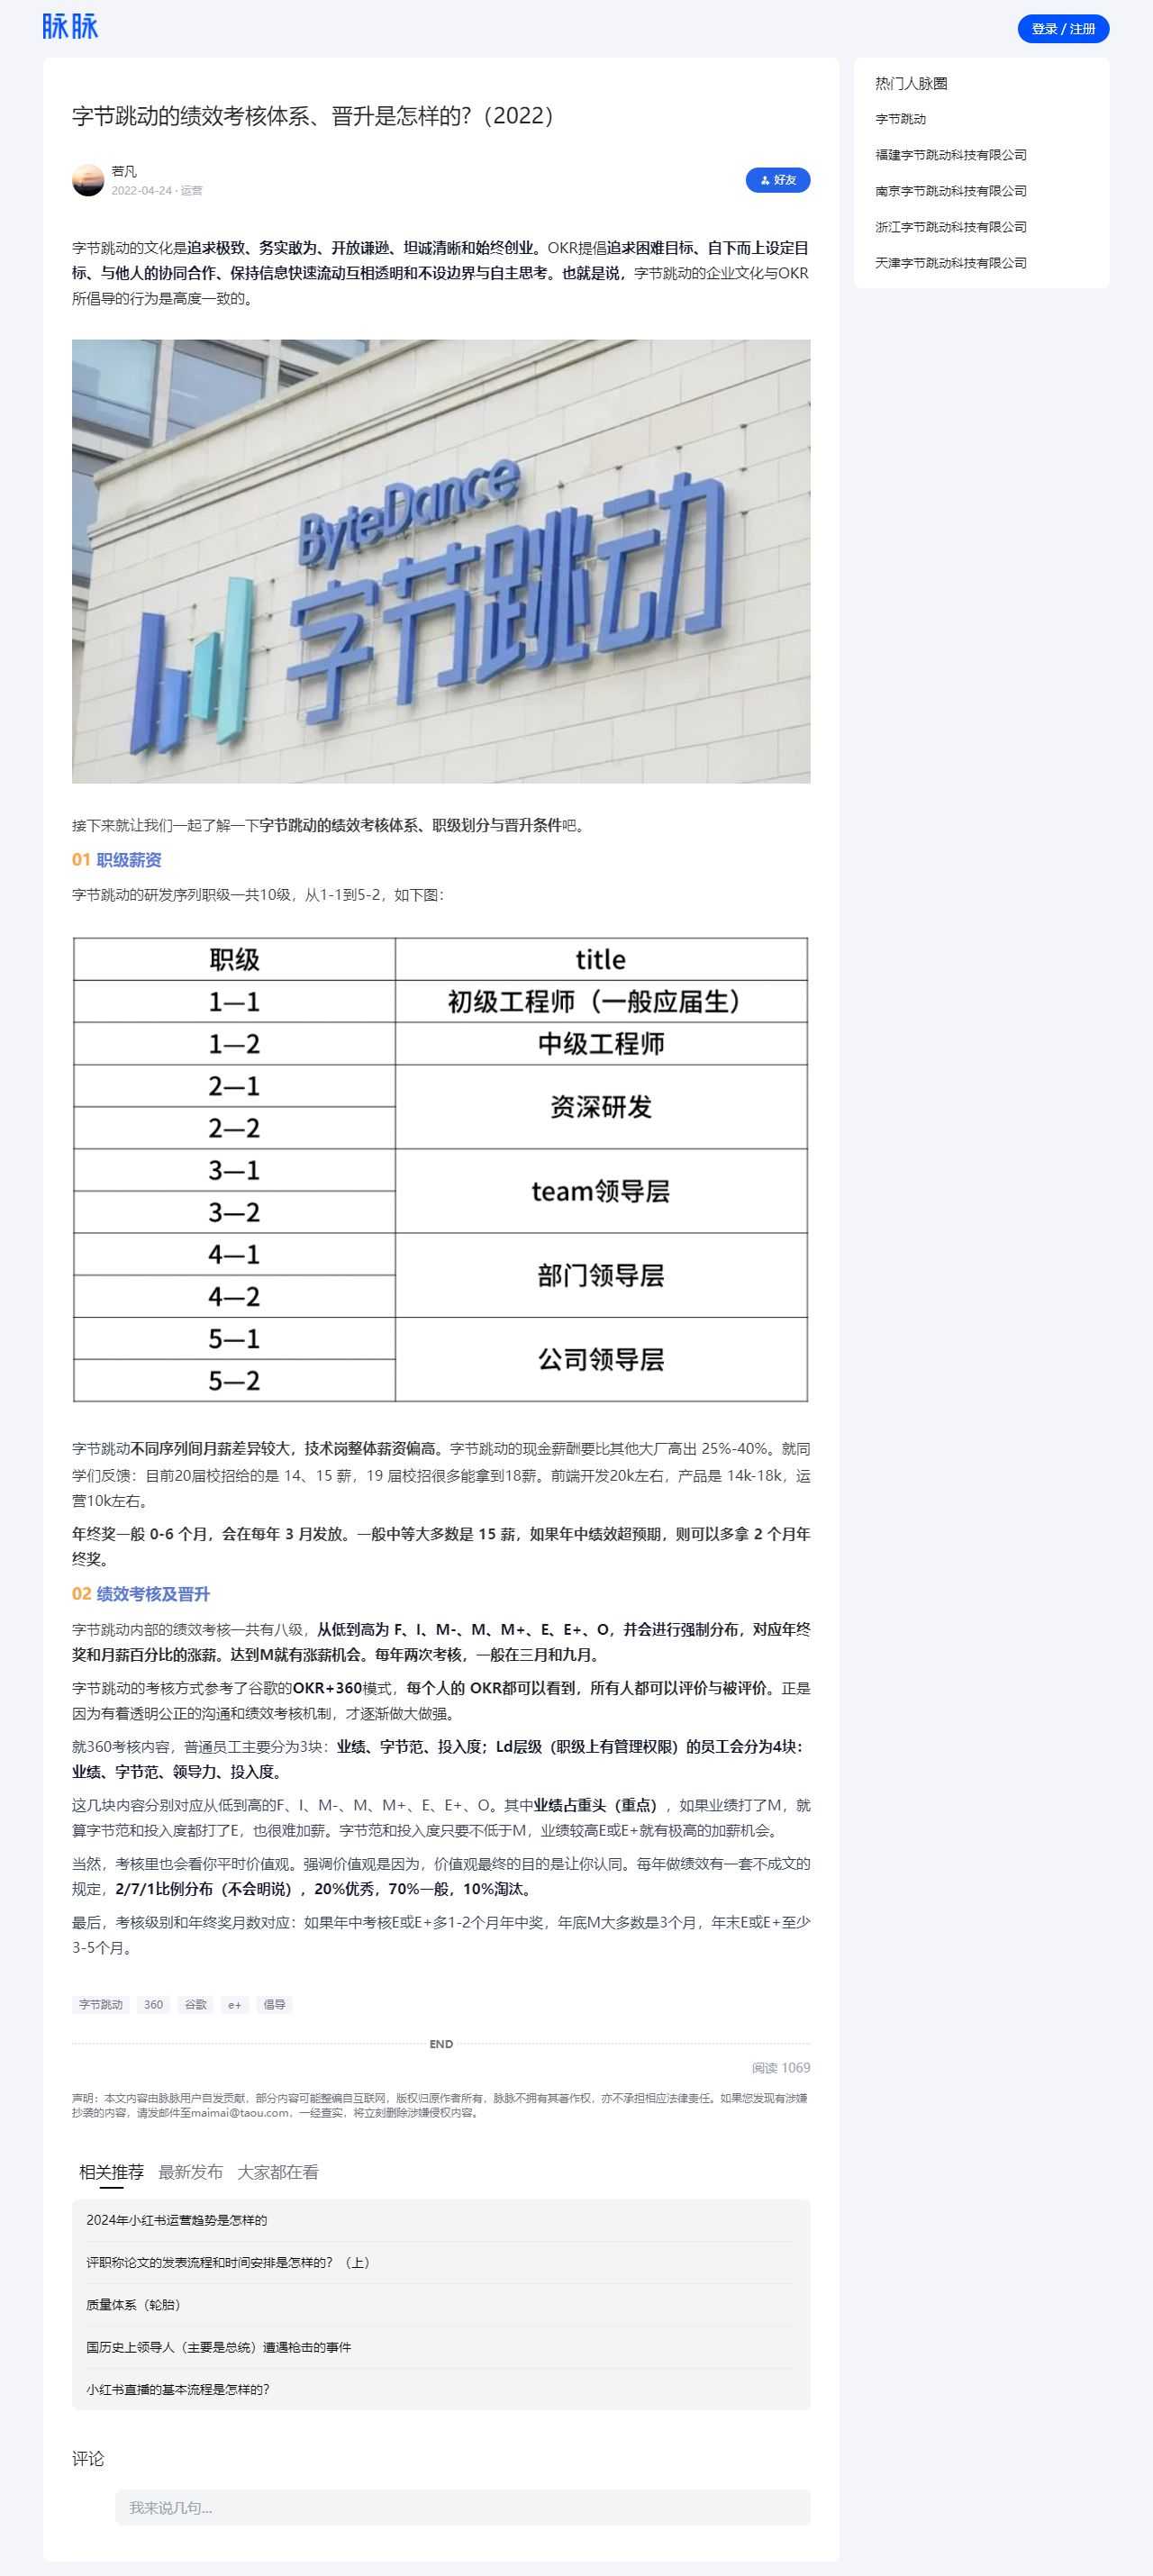 脉脉
登录 / 注册
字节跳动的绩效考核体系、晋升是怎样的?（2022）
若凡
2022-04-24 · 运营
好友
字节跳动的文化是追求极致、务实敢为、开放谦逊、坦诚清晰和始终创业。OKR提倡追求困难目标、自下而上设定目
标、与他人的协同合作、保持信息快速流动互相透明和不设边界与自主思考。也就是说，字节跳动的企业文化与OKR
所倡导的行为是高度一致的。
ByteDance
字节跳动
接下来就让我们一起了解一下字节跳动的绩效考核体系、职级划分与晋升条件吧。
01 职级薪资
字节跳动的研发序列职级一共10级，从1-1到5-2，如下图：
职级 title
1—1 初级工程师（一般应届生）
1—2 中级工程师
2—1
资深研发
2—2
3—1
team领导层
3—2
4—1
部门领导层
4—2
5—1
公司领导层
5—2
字节跳动不同序列间月薪差异较大，技术岗整体薪资偏高。字节跳动的现金薪酬要比其他大厂高出 25%-40%。就同
学们反馈：目前20届校招给的是 14、15 薪，19 届校招很多能拿到18薪。前端开发20k左右，产品是 14k-18k，运
营10k左右。
年终奖一般 0-6 个月，会在每年 3 月发放。一般中等大多数是 15 薪，如果年中绩效超预期，则可以多拿 2 个月年
终奖。
02 绩效考核及晋升
字节跳动内部的绩效考核一共有八级，从低到高为 F、I、M-、M、M+、E、E+、O，并会进行强制分布，对应年终
奖和月薪百分比的涨薪。达到M就有涨薪机会。每年两次考核，一般在三月和九月。
字节跳动的考核方式参考了谷歌的OKR+360模式，每个人的 OKR都可以看到，所有人都可以评价与被评价。正是
因为有着透明公正的沟通和绩效考核机制，才逐渐做大做强。
就360考核内容，普通员工主要分为3块：业绩、字节范、投入度；Ld层级（职级上有管理权限）的员工会分为4块：
业绩、字节范、领导力、投入度。
这几块内容分别对应从低到高的F、I、M-、M、M+、E、E+、O。其中业绩占重头（重点），如果业绩打了M，就
算字节范和投入度都打了E，也很难加薪。字节范和投入度只要不低于M，业绩较高E或E+就有极高的加薪机会。
当然，考核里也会看你平时价值观。强调价值观是因为，价值观最终的目的是让你认同。每年做绩效有一套不成文的
规定，2/7/1比例分布（不会明说），20%优秀，70%一般，10%淘汰。
最后，考核级别和年终奖月数对应：如果年中考核E或E+多1-2个月年中奖，年底M大多数是3个月，年末E或E+至少
3-5个月。
字节跳动 360 谷歌 e+ 倡导
END
阅读 1069
声明：本文内容由脉脉用户自发贡献，部分内容可能整编自互联网，版权归原作者所有，脉脉不拥有其著作权，亦不承担相应法律责任。如果您发现有涉嫌
抄袭的内容，请发邮件至maimai@taou.com，一经查实，将立刻删除涉嫌侵权内容。
相关推荐 最新发布 大家都在看
2024年小红书运营趋势是怎样的
评职称论文的发表流程和时间安排是怎样的？（上）
质量体系（轮胎）
国历史上领导人（主要是总统）遭遇枪击的事件
小红书直播的基本流程是怎样的?
评论
我来说几句...
热门人脉圈
字节跳动
福建字节跳动科技有限公司
南京字节跳动科技有限公司
浙江字节跳动科技有限公司
天津字节跳动科技有限公司